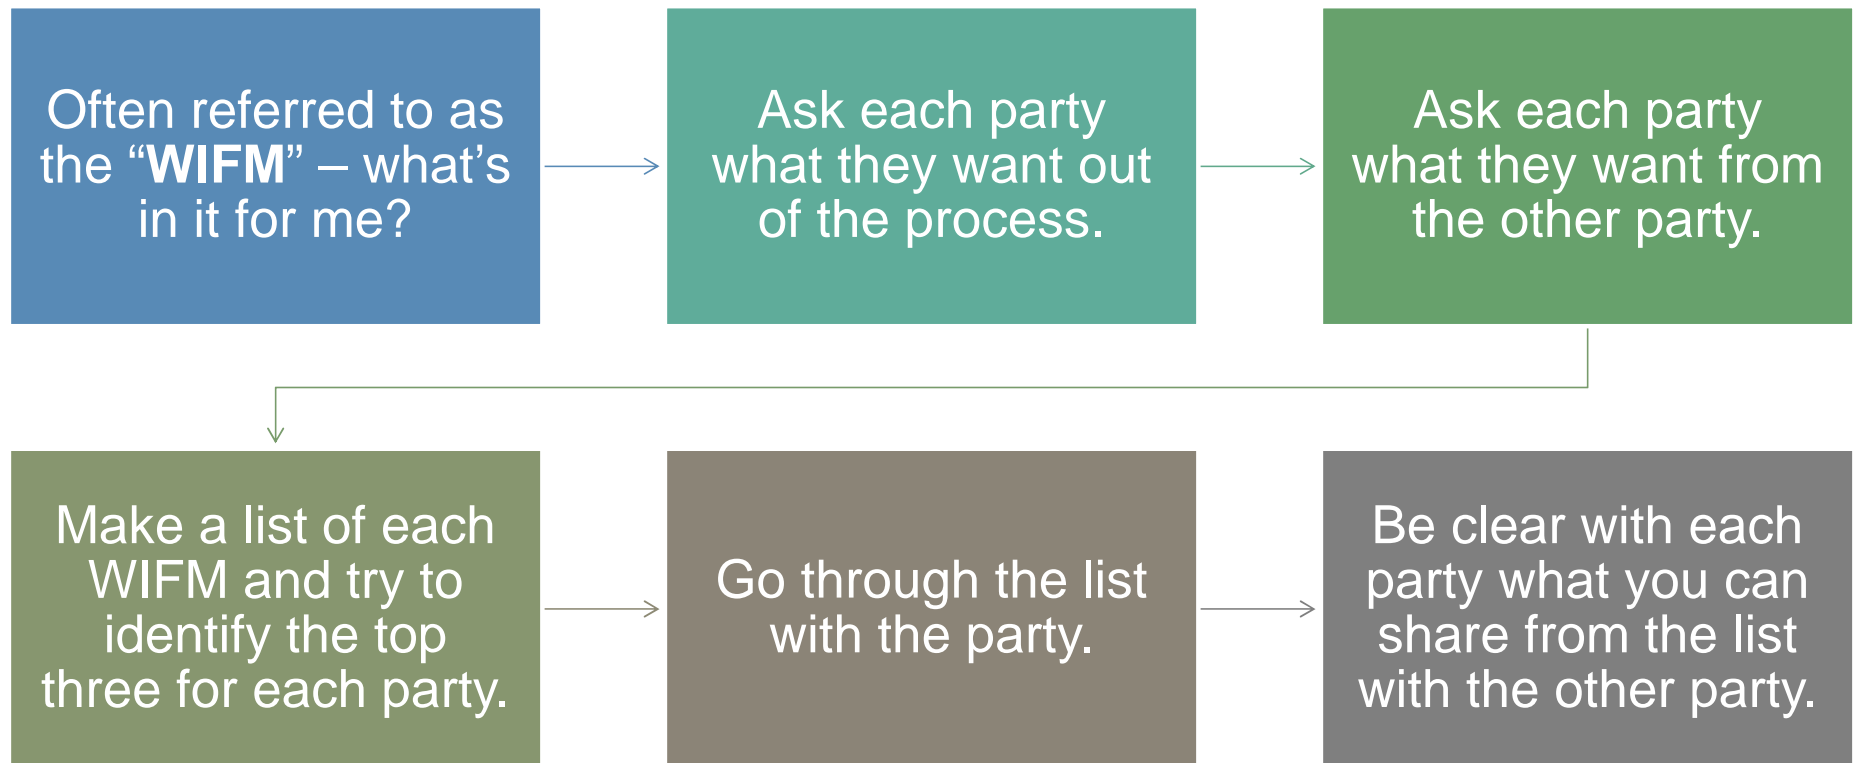 Often referred to as
the “WIFM” – what’s
in it for me?
Ask each party
what they want out
of the process.
Ask each party
what they want from
the other party.
Make a list of each
WIFM and try to
identify the top
three for each party.
Go through the list
with the party.
Be clear with each
party what you can
share from the list
with the other party.